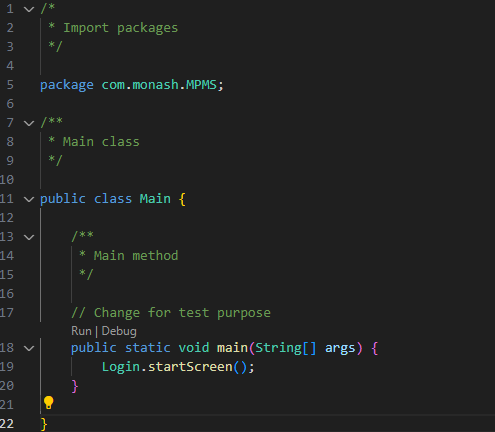 1 /*
2  * Import packages
3  */
4
5 package com.monash.MPMS;
6
7 /**
8  * Main class
9  */
10
11 public class Main {
12
13     /**
14      * Main method
15      */
16
17     // Change for test purpose
Run | Debug
18     public static void main(String[] args) {
19         Login.startScreen();
20     }
21
22 }